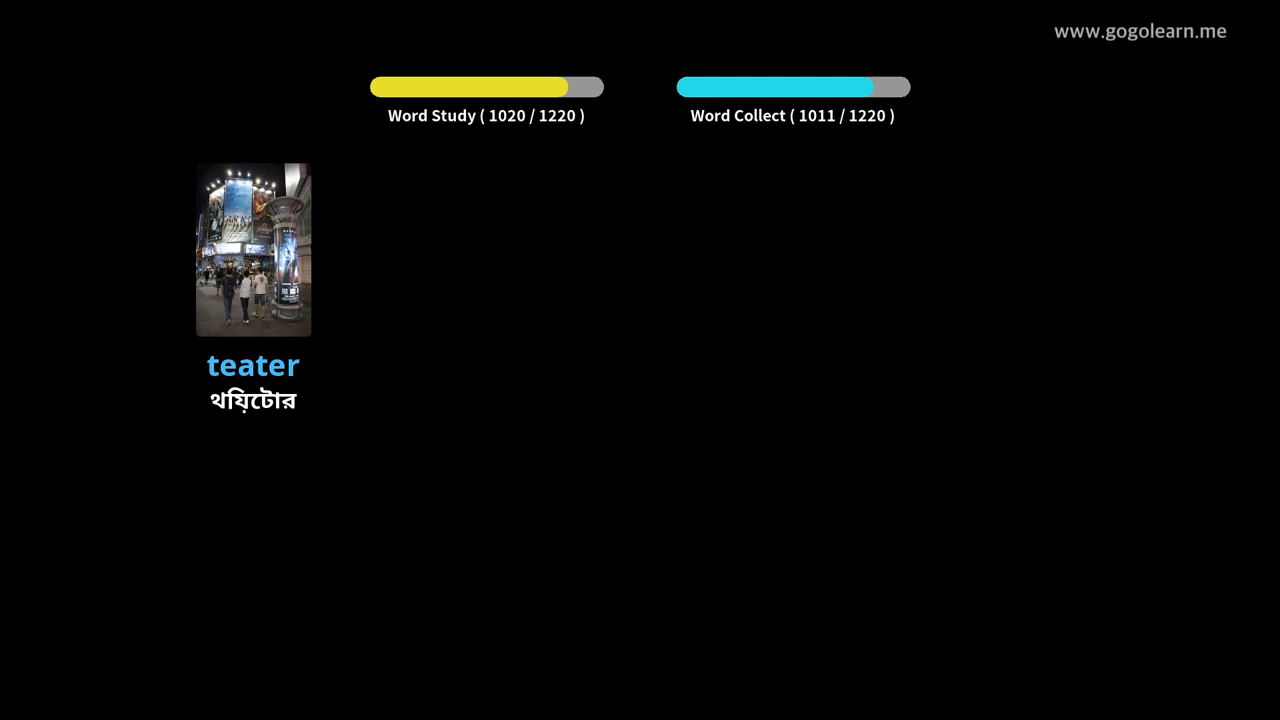 www.gogolearn.me
Word Study ( 1020 / 1220 )
Word Collect ( 1011 / 1220 )
teater
থিয়েটার